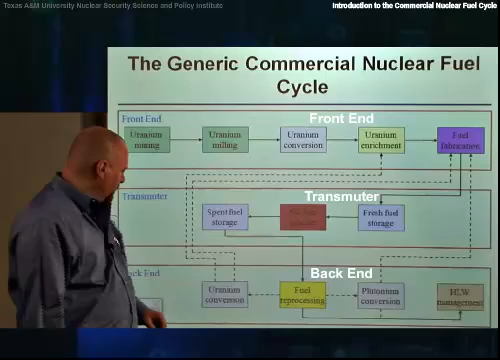 Texas A&M University Nuclear Security Science and Policy Institute
Introduction to the Commercial Nuclear Fuel Cycle
The Generic Commercial Nuclear Fuel
Cycle
Front End
Front End
Uranium
mining
Uranium
milling
Uranium
conversion
Uranium
enrichment
Fuel
fabrication
Transmuter
Transmuter
Spent fuel
storage
Fresh fuel
storage
Back End
Back End
Uranium
conversion
Fuel
reprocessing
Plutonium
conversion
HLW
management